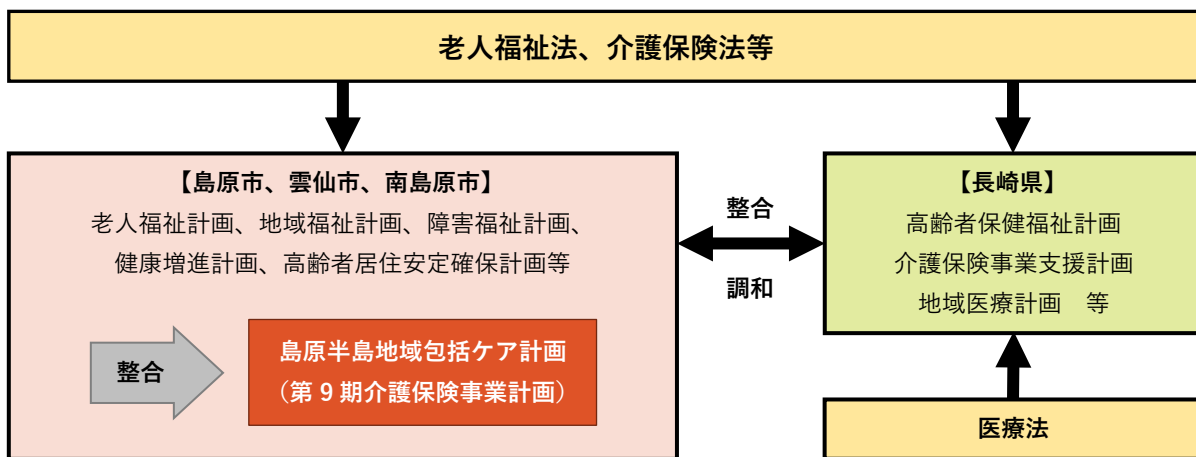 老人福祉法、介護保険法等
【島原市、雲仙市、南島原市】
老人福祉計画、地域福祉計画、障害福祉計画、
健康増進計画、高齢者居住安定確保計画等
整合
島原半島地域包括ケア計画
（第９期介護保険事業計画）
整合
調和
【長崎県】
高齢者保健福祉計画
介護保険事業支援計画
地域医療計画　等
医療法